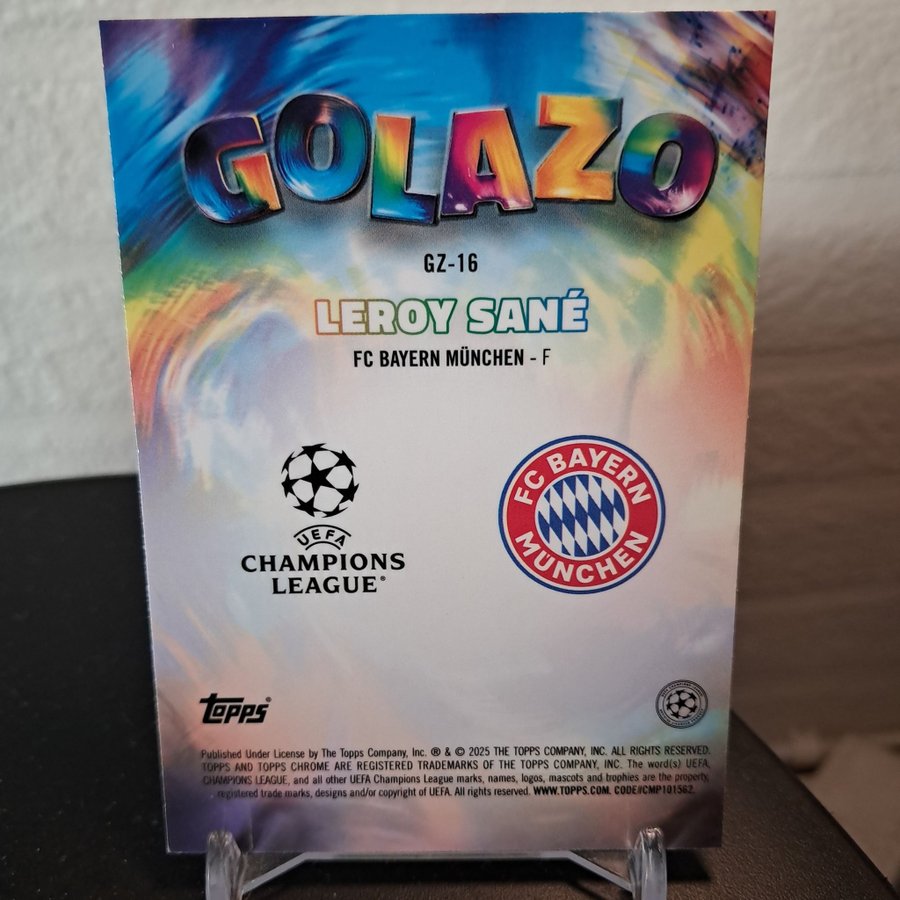 GOLAZO
GZ-16
LEROY SANÉ
FC BAYERN MÜNCHEN - F
UEFA
CHAMPIONS
LEAGUE®
FC BAYERN
MÜNCHEN
topps®
Published Under License by The Topps Company, Inc. ® & © 2025 THE TOPPS COMPANY, INC. ALL RIGHTS RESERVED.
TOPPS AND TOPPS CHROME ARE REGISTERED TRADEMARKS OF THE TOPPS COMPANY, INC. The word(s) UEFA,
CHAMPIONS LEAGUE, and all other UEFA Champions League marks, names, logos, mascots and trophies are the property,
registered trade marks, designs and/or copyright of UEFA. All rights reserved. WWW.TOPPS.COM. CODE#CMP101562.